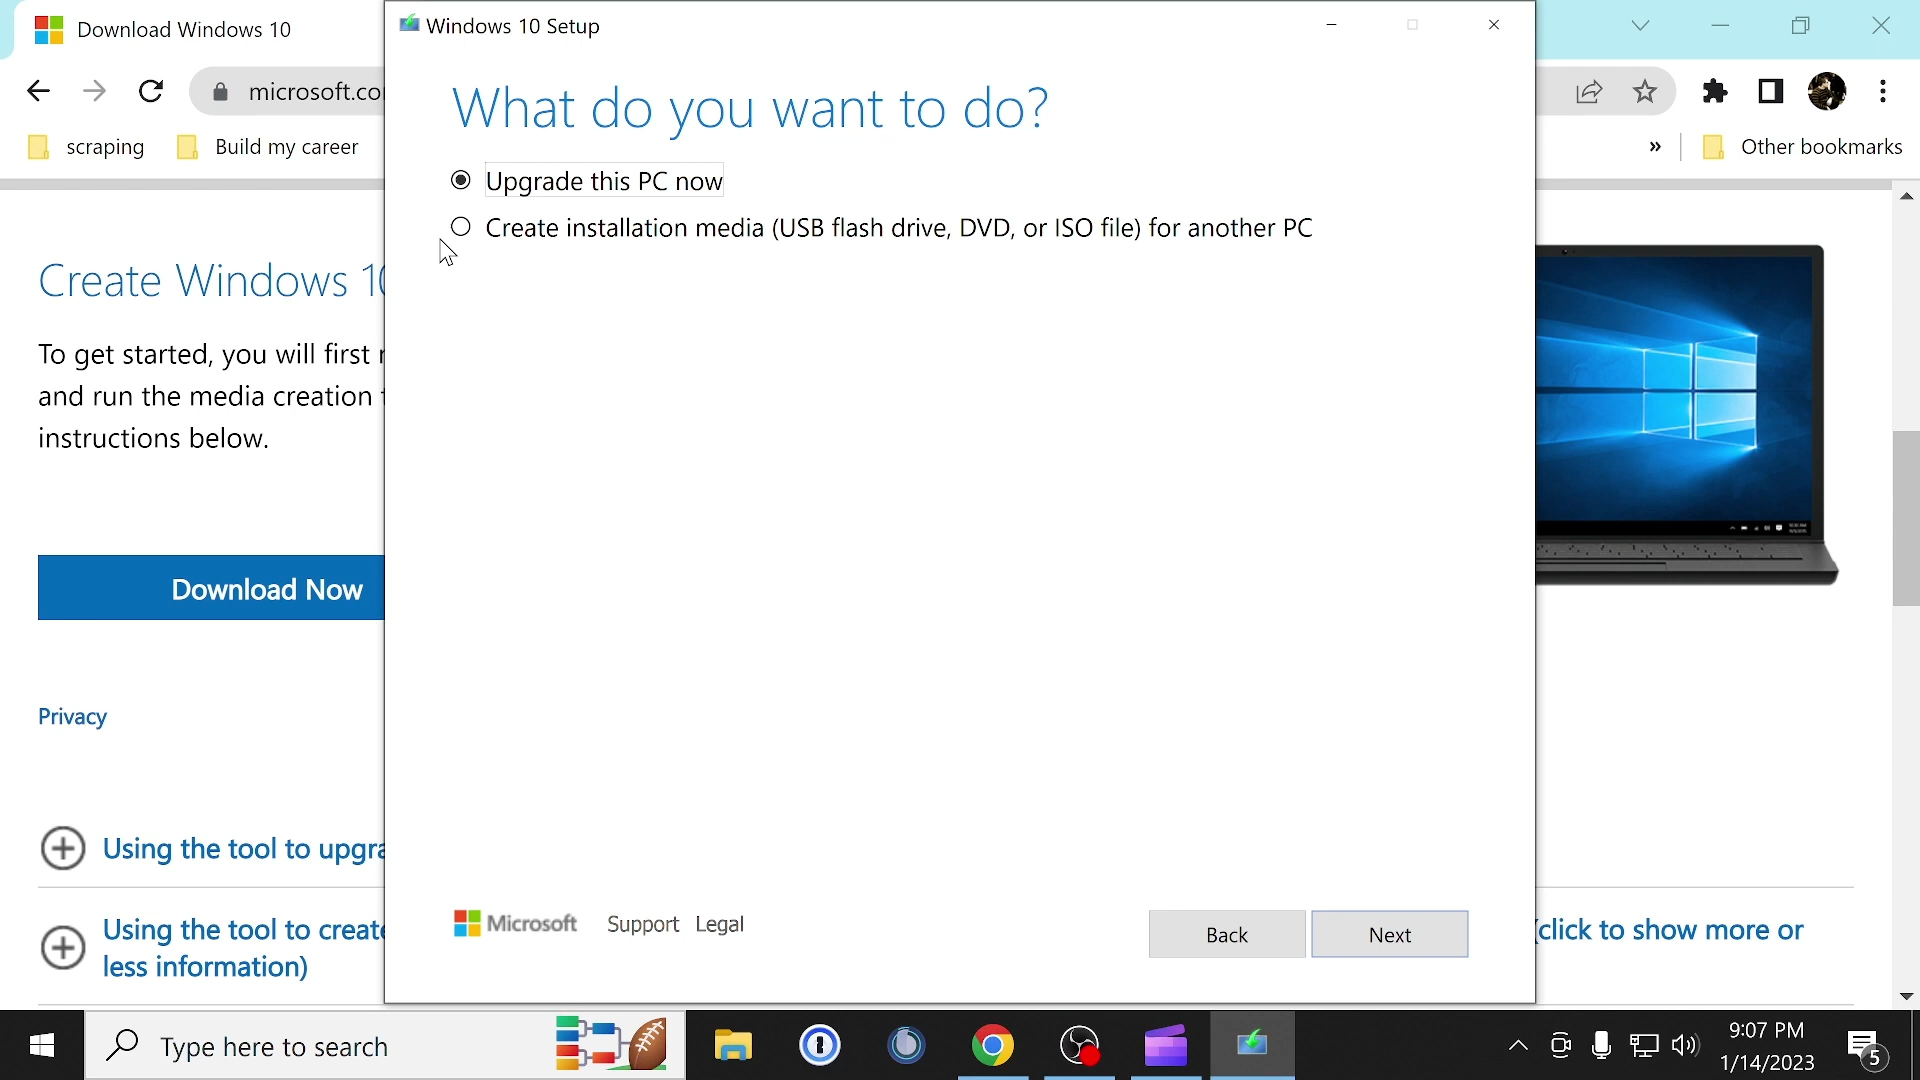 Download Windows 10
Windows 10 Setup
microsoft.co
scraping
Build my career
»
Other bookmarks
What do you want to do?
Upgrade this PC now
Create installation media (USB flash drive, DVD, or ISO file) for another PC
Create Windows 10
To get started, you will first
and run the media creation
instructions below.
Download Now
Privacy
Using the tool to upgra
Using the tool to create
less information)
(click to show more or
Microsoft
Support
Legal
Back
Next
Type here to search
9:07 PM
1/14/2023
5